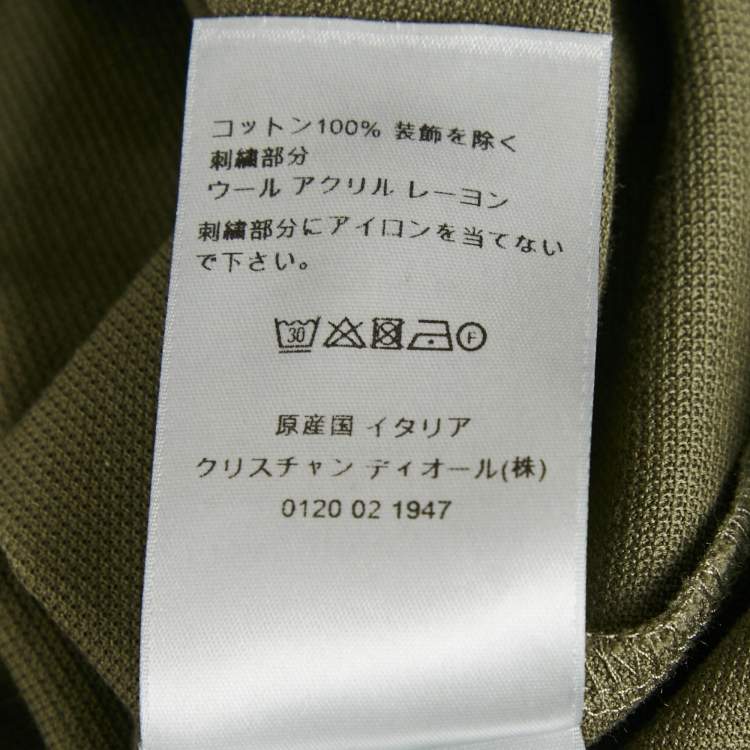 コットン100% 装飾を除く
刺繍部分
ウール アクリル レーヨン
刺繍部分にアイロンを当てない
で下さい。
30 F
原産国 イタリア
クリスチャン ディオール(株)
0120 02 1947